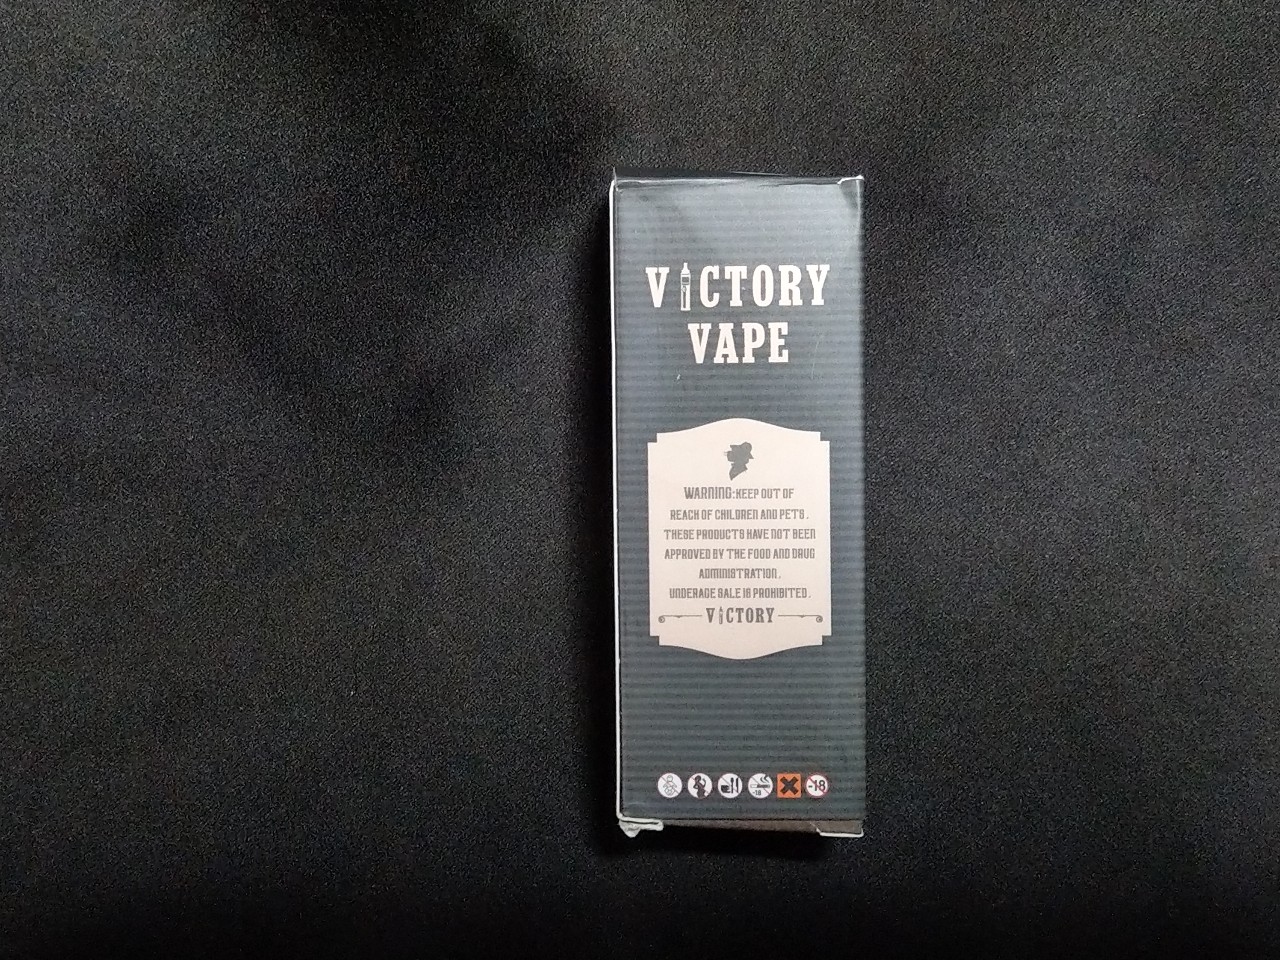 VICTORY
VAPE
WARNING:KEEP OUT OF
REACH OF CHILDREN AND PETS.
THESE PRODUCTS HAVE NOT BEEN
APPROVED BY THE FOOD AND DRUG
ADMINISTRATION.
UNDERAGE SALE IS PROHIBITED.
VICTORY
-18 -18